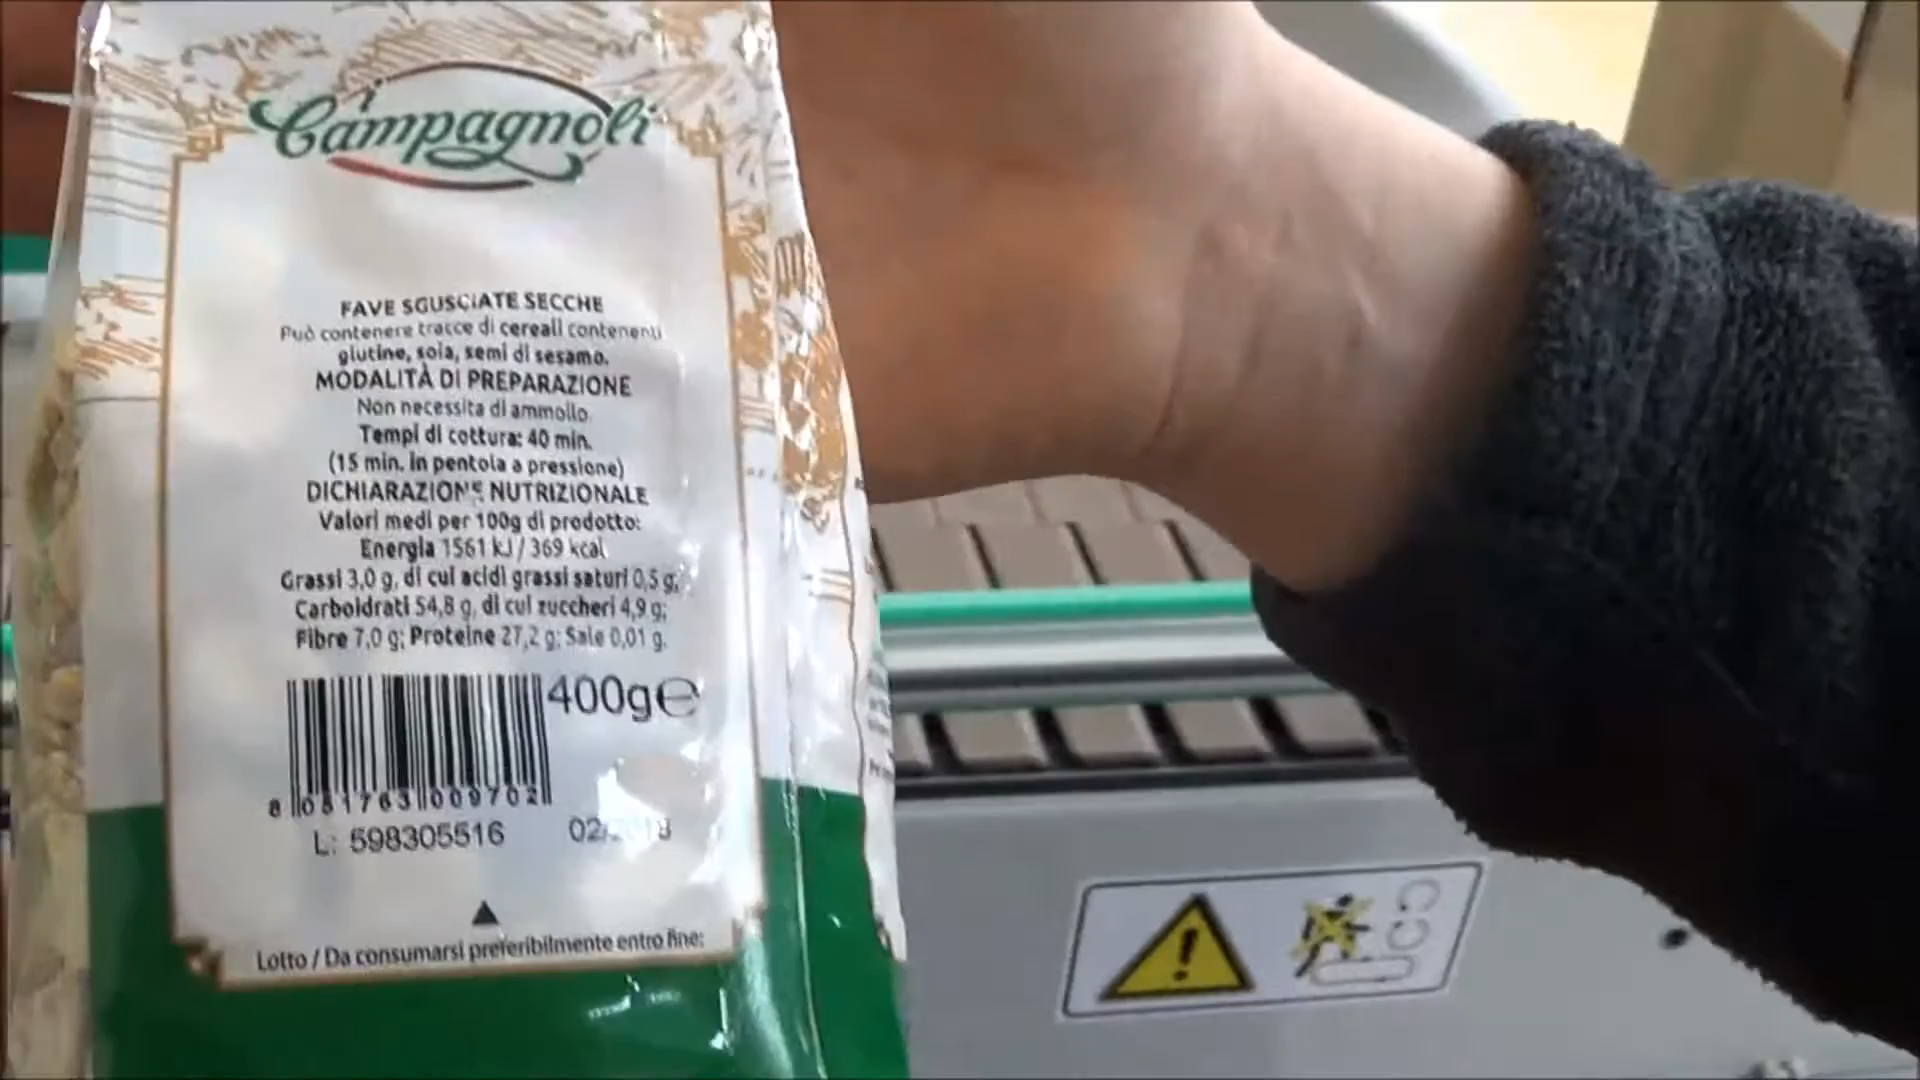 i Campagnoli
FAVE SGUSCIATE SECCHE
Può contenere tracce di cereali contenenti
glutine, soia, semi di sesamo.
MODALITÀ DI PREPARAZIONE
Non necessita di ammollo.
Tempi di cottura: 40 min.
(15 min. in pentola a pressione)
DICHIARAZIONE NUTRIZIONALE
Valori medi per 100g di prodotto:
Energia 1561 kJ / 369 kcal
Grassi 3,0 g, di cui acidi grassi saturi 0,5 g;
Carboidrati 54,8 g, di cui zuccheri 4,9 g;
Fibre 7,0 g; Proteine 27,2 g; Sale 0,01 g.
400g e
8 081763 009702
L: 598305516
Lotto / Da consumarsi preferibilmente entro fine: